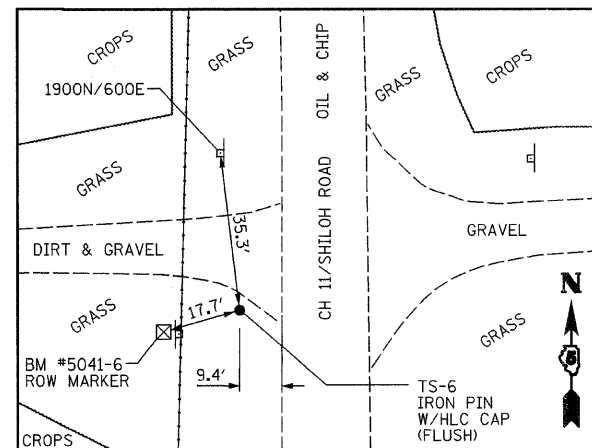 CROPS
GRASS
OIL & CHIP
GRASS
CROPS
1900N/600E
GRASS
35.3'
CH 11/SHILOH ROAD
DIRT & GRAVEL
GRAVEL
N
5
GRASS
17.7'
GRASS
BM #5041-6
ROW MARKER
9.4'
TS-6
IRON PIN
W/HLC CAP
(FLUSH)
CROPS